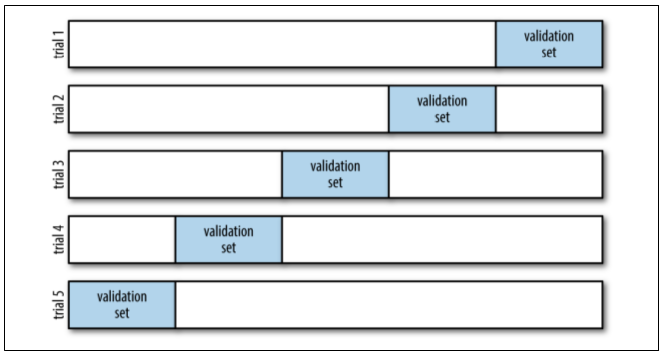 trial 1
validation
set
trial 2
validation
set
trial 3
validation
set
trial 4
validation
set
trial 5
validation
set